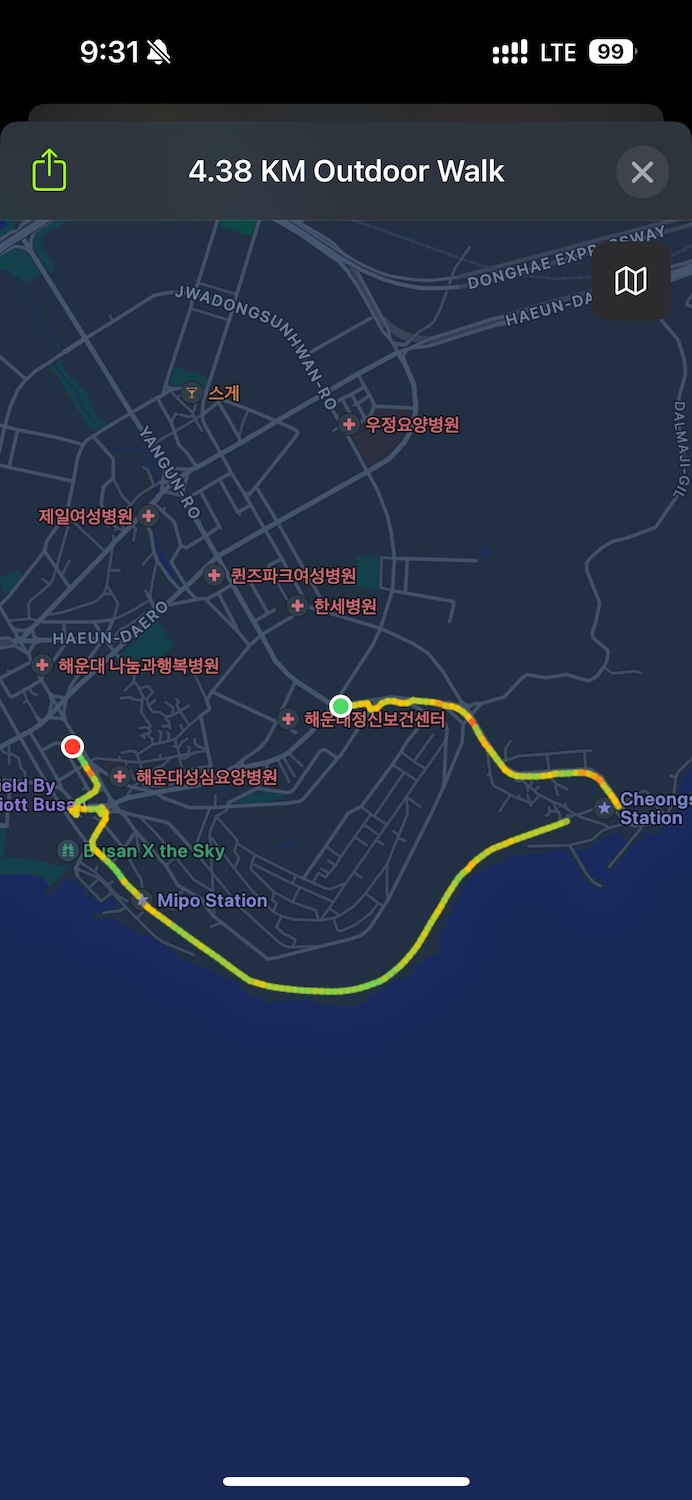 9:31
LTE 99
4.38 KM Outdoor Walk
DONGHAE EXPRESSWAY
HAEUN-DA
JWADONGSUNHWAN-RO
스게
우정요양병원
DALMAJI-GIL
YANGUN-RO
제일여성병원
퀸즈파크여성병원
한세병원
HAEUN-DAERO
해운대 나눔과행복병원
해운대정신보건센터
해운대성심요양병원
ield By
iott Busan
Cheongs
Station
Busan X the Sky
Mipo Station